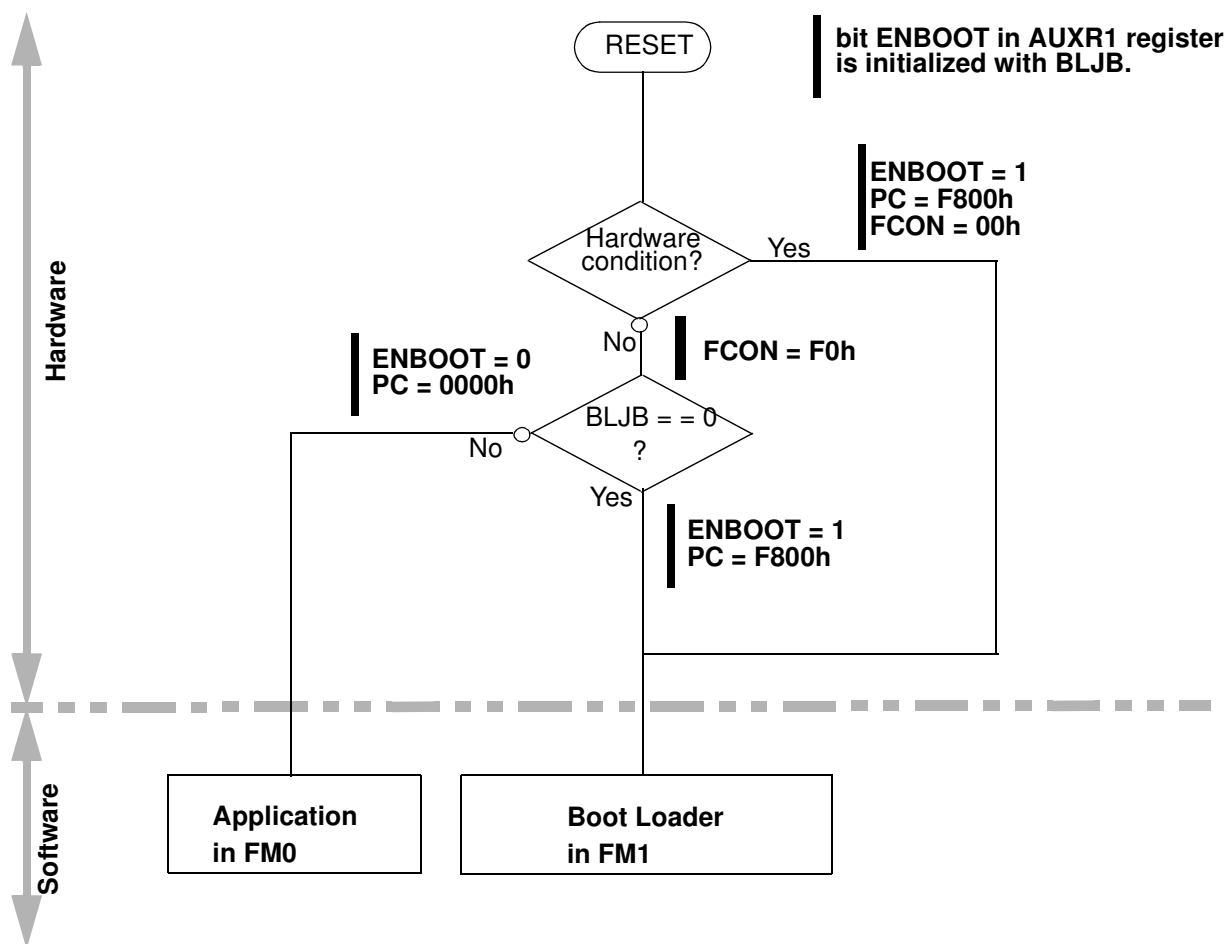 RESET
bit ENBOOT in AUXR1 register
is initialized with BLJB.
ENBOOT = 1
PC = F800h
FCON = 00h
Hardware
condition?
Yes
Hardware
No
FCON = F0h
ENBOOT = 0
PC = 0000h
BLJB = = 0
?
No
Yes
ENBOOT = 1
PC = F800h
Software
Application
in FM0
Boot Loader
in FM1